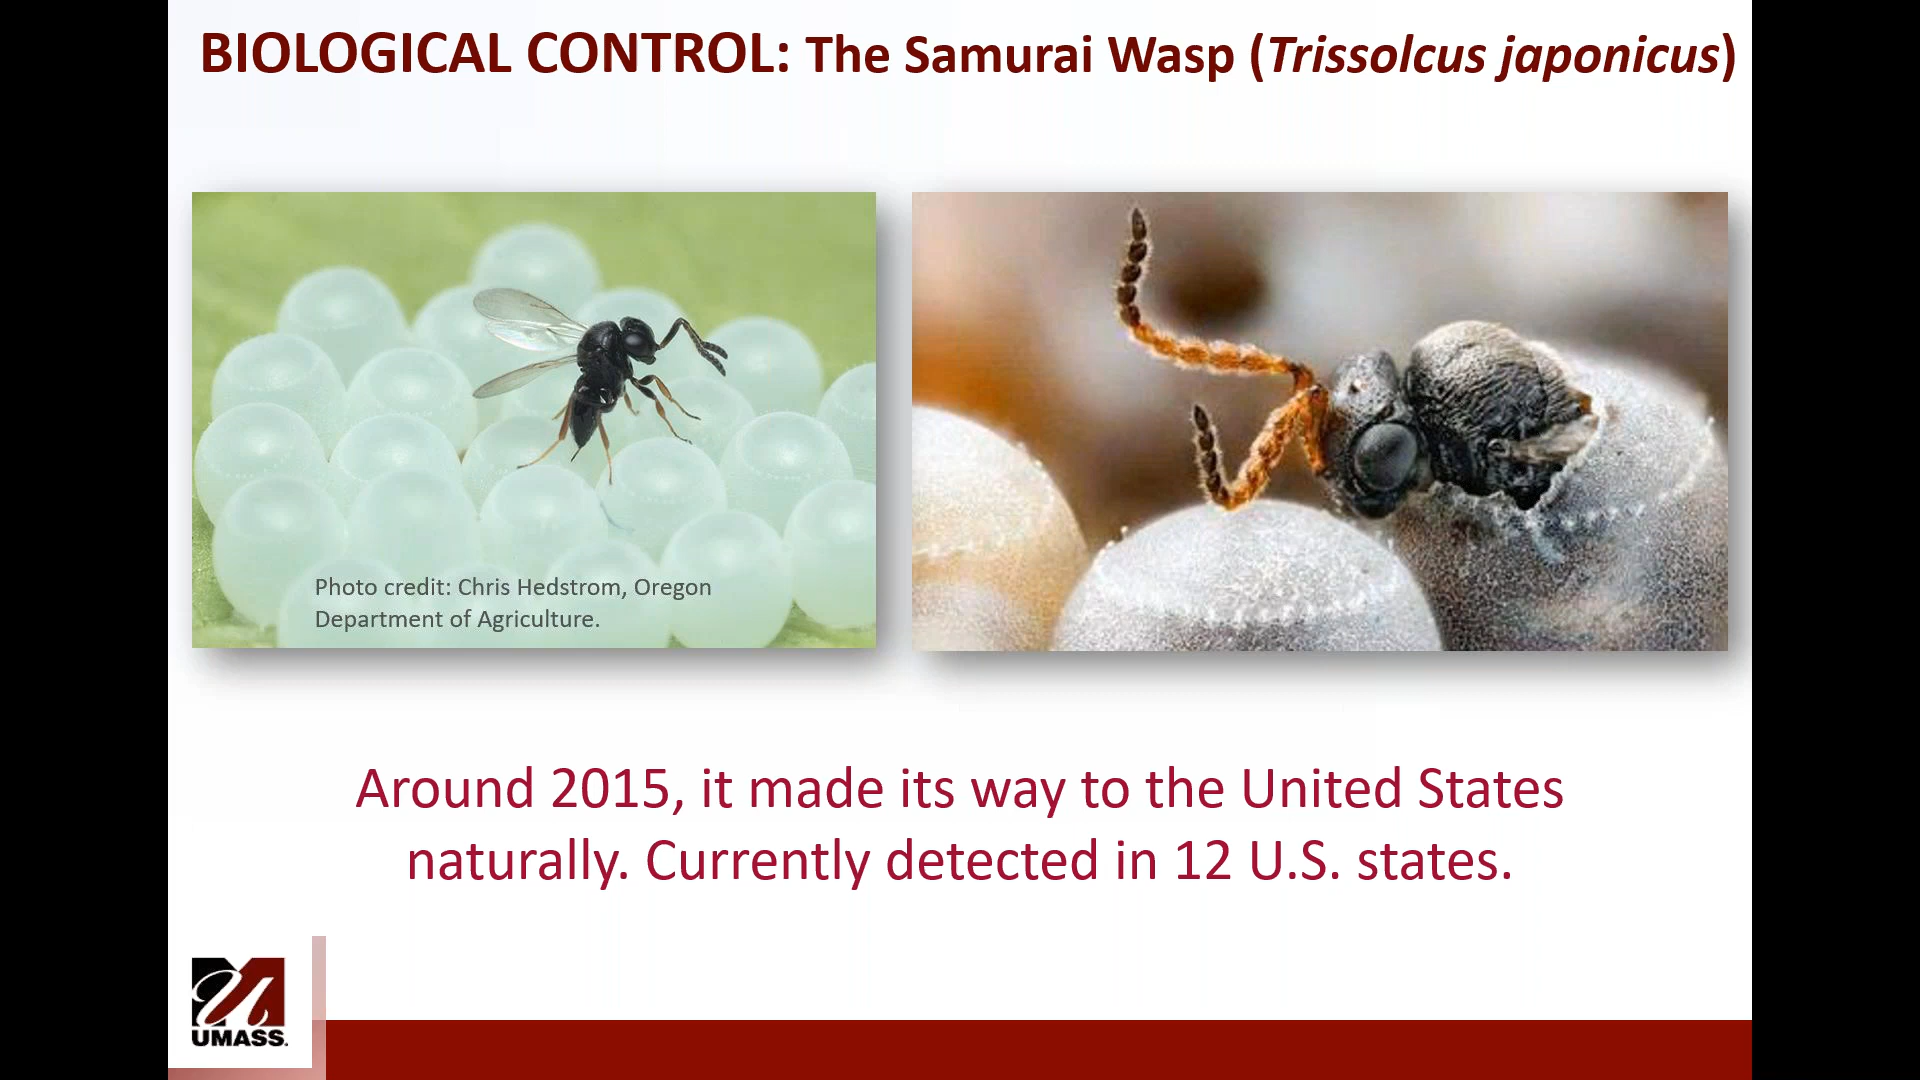 BIOLOGICAL CONTROL: The Samurai Wasp (Trissolcus japonicus)
Photo credit: Chris Hedstrom, Oregon
Department of Agriculture.
Around 2015, it made its way to the United States
naturally. Currently detected in 12 U.S. states.
UMASS.